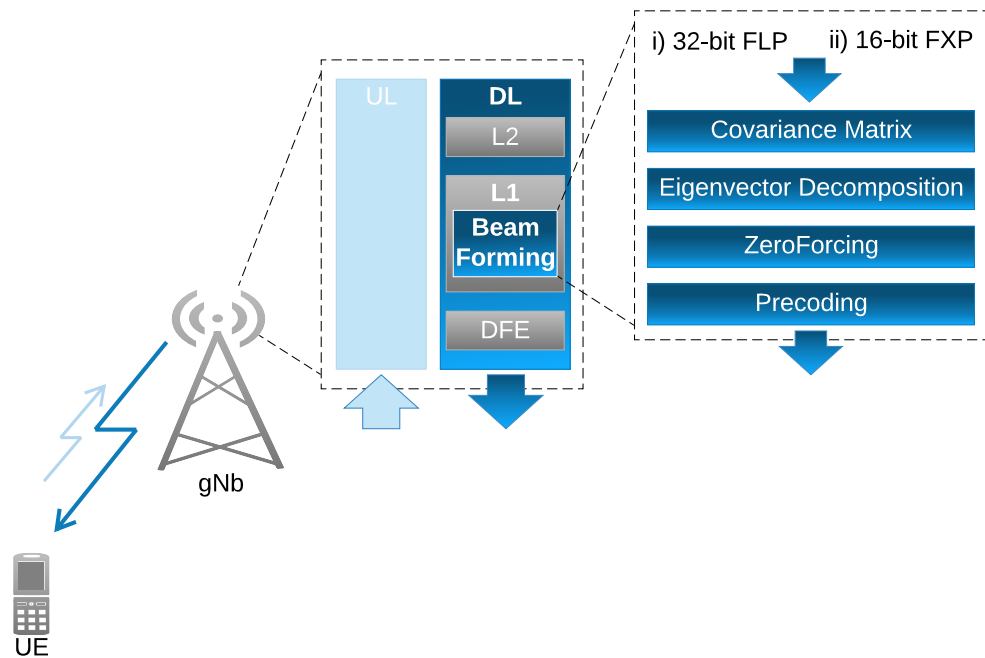 i) 32-bit FLP
ii) 16-bit FXP
UL
DL
L2
L1
Beam
Forming
DFE
Covariance Matrix
Eigenvector Decomposition
ZeroForcing
Precoding
gNb
UE